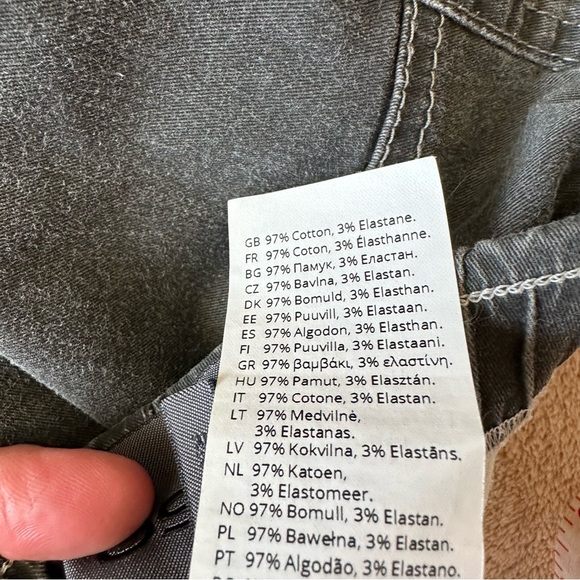 GB 97% Cotton, 3% Elastane.
FR 97% Coton, 3% Élasthanne.
BG 97% Памук, 3% Еластан.
CZ 97% Bavlna, 3% Elastan.
DK 97% Bomuld, 3% Elasthan.
EE 97% Puuvill, 3% Elastaan.
ES 97% Algodon, 3% Elasthan.
FI 97% Puuvilla, 3% Elastaani.
GR 97% βαμβάκι, 3% ελαστίνη.
HU 97% Pamut, 3% Elasztán.
IT 97% Cotone, 3% Elastan.
LT 97% Medvilnė,
3% Elastanas.
LV 97% Kokvilna, 3% Elastāns.
NL 97% Katoen,
3% Elastomeer.
NO 97% Bomull, 3% Elastan.
PL 97% Bawełna, 3% Elastan.
PT 97% Algodão, 3% Elastano.